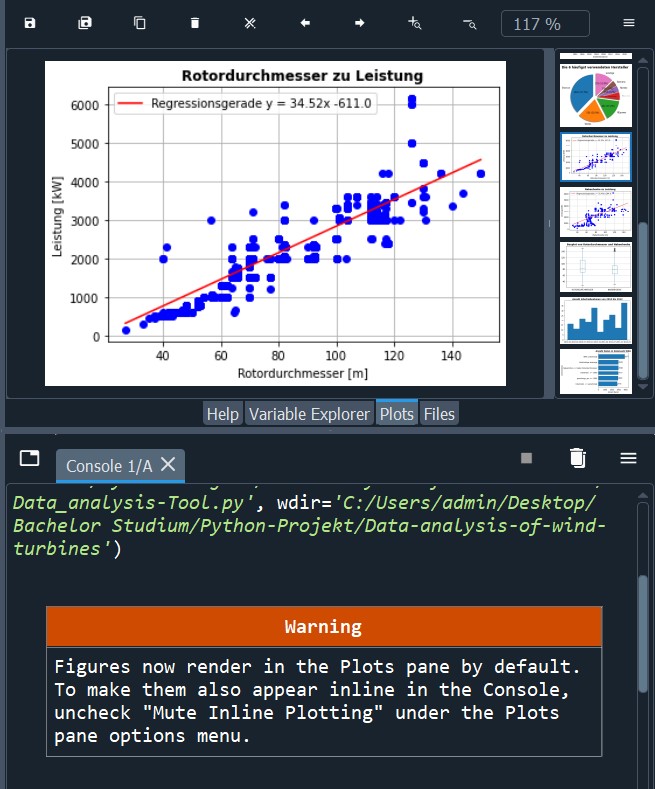 117 %
Rotordurchmesser zu Leistung
Regressionsgerade y = 34.52x -611.0
6000
5000
4000
3000
2000
1000
0
Leistung [kW]
40 60 80 100 120 140
Rotordurchmesser [m]
Help Variable Explorer Plots Files
Console 1/A
Data_analysis-Tool.py', wdir='C:/Users/admin/Desktop/
Bachelor Studium/Python-Projekt/Data-analysis-of-wind-
turbines')
Warning
Figures now render in the Plots pane by default.
To make them also appear inline in the Console,
uncheck "Mute Inline Plotting" under the Plots
pane options menu.